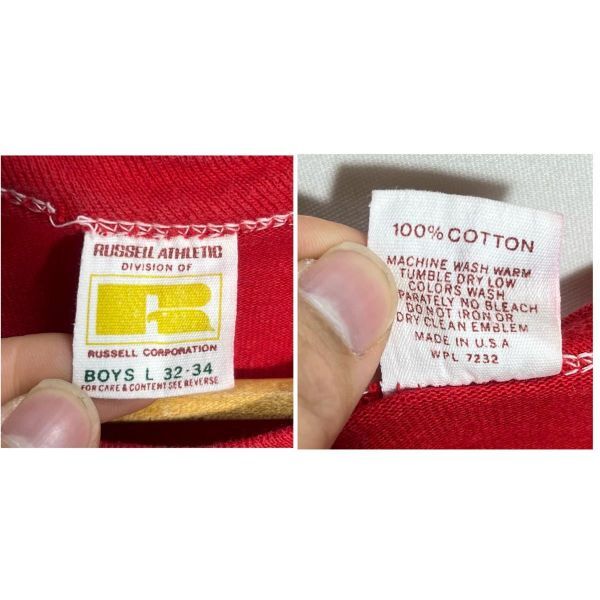 RUSSELL ATHLETIC
DIVISION OF
R
RUSSELL CORPORATION
BOYS L 32-34
FOR CARE & CONTENT SEE REVERSE
100% COTTON
MACHINE WASH WARM
TUMBLE DRY LOW
COLORS WASH
PARATELY NO BLEACH
DO NOT IRON OR
DRY CLEAN EMBLEM
MADE IN U.S.A
WPL 7232